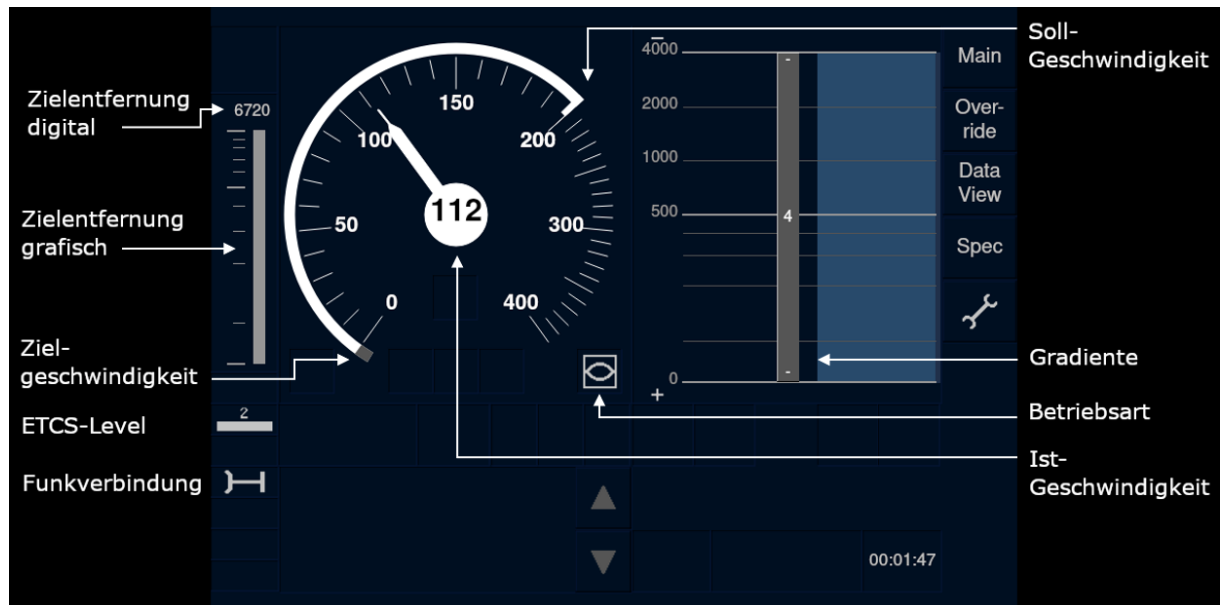 Zielentfernung
digital
Zielentfernung
grafisch
Ziel-
geschwindigkeit
ETCS-Level
Funkverbindung
6720
2
0
50
100
150
200
300
400
112
4000
2000
1000
500
0
+
-
4
-
Main
Over-
ride
Data
View
Spec
00:01:47
Soll-
Geschwindigkeit
Gradiente
Betriebsart
Ist-
Geschwindigkeit